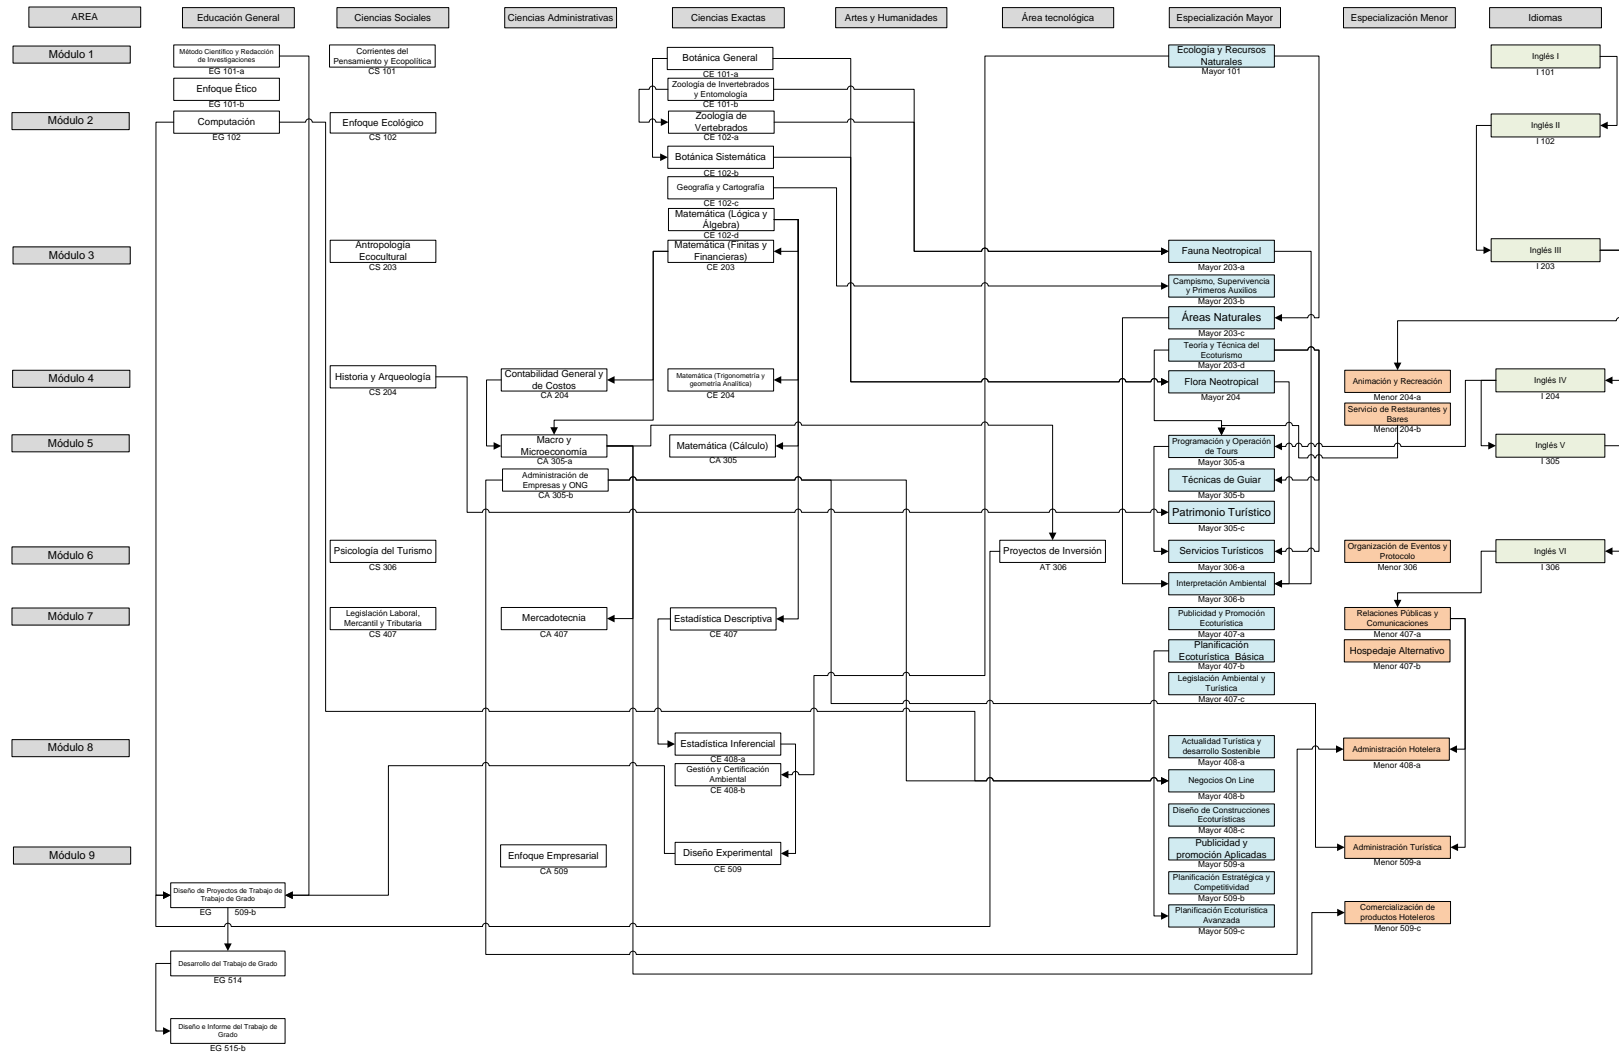 AREA
Educación General
Ciencias Sociales
Ciencias Administrativas
Ciencias Exactas
Artes y Humanidades
Área tecnológica
Especialización Mayor
Especialización Menor
Idiomas
Módulo 1
Método Científico y Redacción
de Investigaciones
EG 101-a
Corrientes del
Pensamiento y Ecopolítica
CS 101
Botánica General
CE 101-a
Ecología y Recursos
Naturales
Mayor 101
Inglés I
I 101
Enfoque Ético
EG 101-b
Zoología de Invertebrados
y Entomología
CE 101-b
Módulo 2
Computación
EG 102
Enfoque Ecológico
CS 102
Zoología de
Vertebrados
CE 102-a
Inglés II
I 102
Botánica Sistemática
CE 102-b
Geografía y Cartografía
CE 102-c
Matemática (Lógica y
Álgebra)
CE 102-d
Módulo 3
Antropología
Ecocultural
CS 203
Matemática (Finitas y
Financieras)
CE 203
Fauna Neotropical
Mayor 203-a
Inglés III
I 203
Campismo, Supervivencia
y Primeros Auxilios
Mayor 203-b
Áreas Naturales
Mayor 203-c
Teoría y Técnica del
Ecoturismo
Mayor 203-d
Módulo 4
Historia y Arqueología
CS 204
Contabilidad General y
de Costos
CA 204
Matemática (Trigonometría y
geometría Analítica)
CE 204
Flora Neotropical
Mayor 204
Animación y Recreación
Menor 204-a
Inglés IV
I 204
Servicio de Restaurantes y
Bares
Menor 204-b
Módulo 5
Macro y
Microeconomía
CA 305-a
Matemática (Cálculo)
CA 305
Programación y Operación
de Tours
Mayor 305-a
Inglés V
I 305
Administración de
Empresas y ONG
CA 305-b
Técnicas de Guiar
Mayor 305-b
Patrimonio Turístico
Mayor 305-c
Módulo 6
Psicología del Turismo
CS 306
Proyectos de Inversión
AT 306
Servicios Turísticos
Mayor 306-a
Organización de Eventos y
Protocolo
Menor 306
Inglés VI
I 306
Interpretación Ambiental
Mayor 306-b
Módulo 7
Legislación Laboral,
Mercantil y Tributaria
CS 407
Mercadotecnia
CA 407
Estadística Descriptiva
CE 407
Publicidad y Promoción
Ecoturística
Mayor 407-a
Relaciones Públicas y
Comunicaciones
Menor 407-a
Planificación
Ecoturística Básica
Mayor 407-b
Hospedaje Alternativo
Menor 407-b
Legislación Ambiental y
Turística
Mayor 407-c
Módulo 8
Estadística Inferencial
CE 408-a
Actualidad Turística y
desarrollo Sostenible
Mayor 408-a
Administración Hotelera
Menor 408-a
Gestión y Certificación
Ambiental
CE 408-b
Negocios On Line
Mayor 408-b
Diseño de Construcciones
Ecoturísticas
Mayor 408-c
Módulo 9
Enfoque Empresarial
CA 509
Diseño Experimental
CE 509
Publicidad y
promoción Aplicadas
Mayor 509-a
Administración Turística
Menor 509-a
Diseño de Proyectos de Trabajo de
Trabajo de Grado
EG 509-b
Planificación Estratégica y
Competitividad
Mayor 509-b
Planificación Ecoturística
Avanzada
Mayor 509-c
Comercialización de
productos Hoteleros
Menor 509-c
Desarrollo del Trabajo de Grado
EG 514
Diseño e Informe del Trabajo de
Grado
EG 515-b